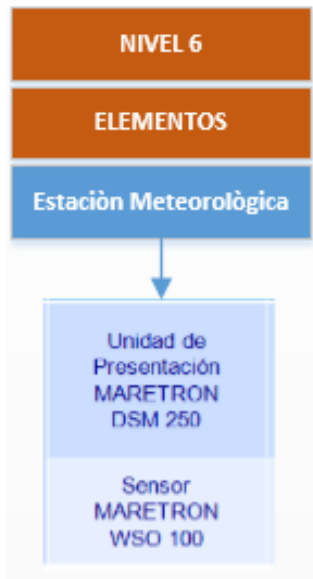 NIVEL 6
ELEMENTOS
Estaciòn Meteorològica
Unidad de
Presentación
MARETRON
DSM 250
Sensor
MARETRON
WSO 100